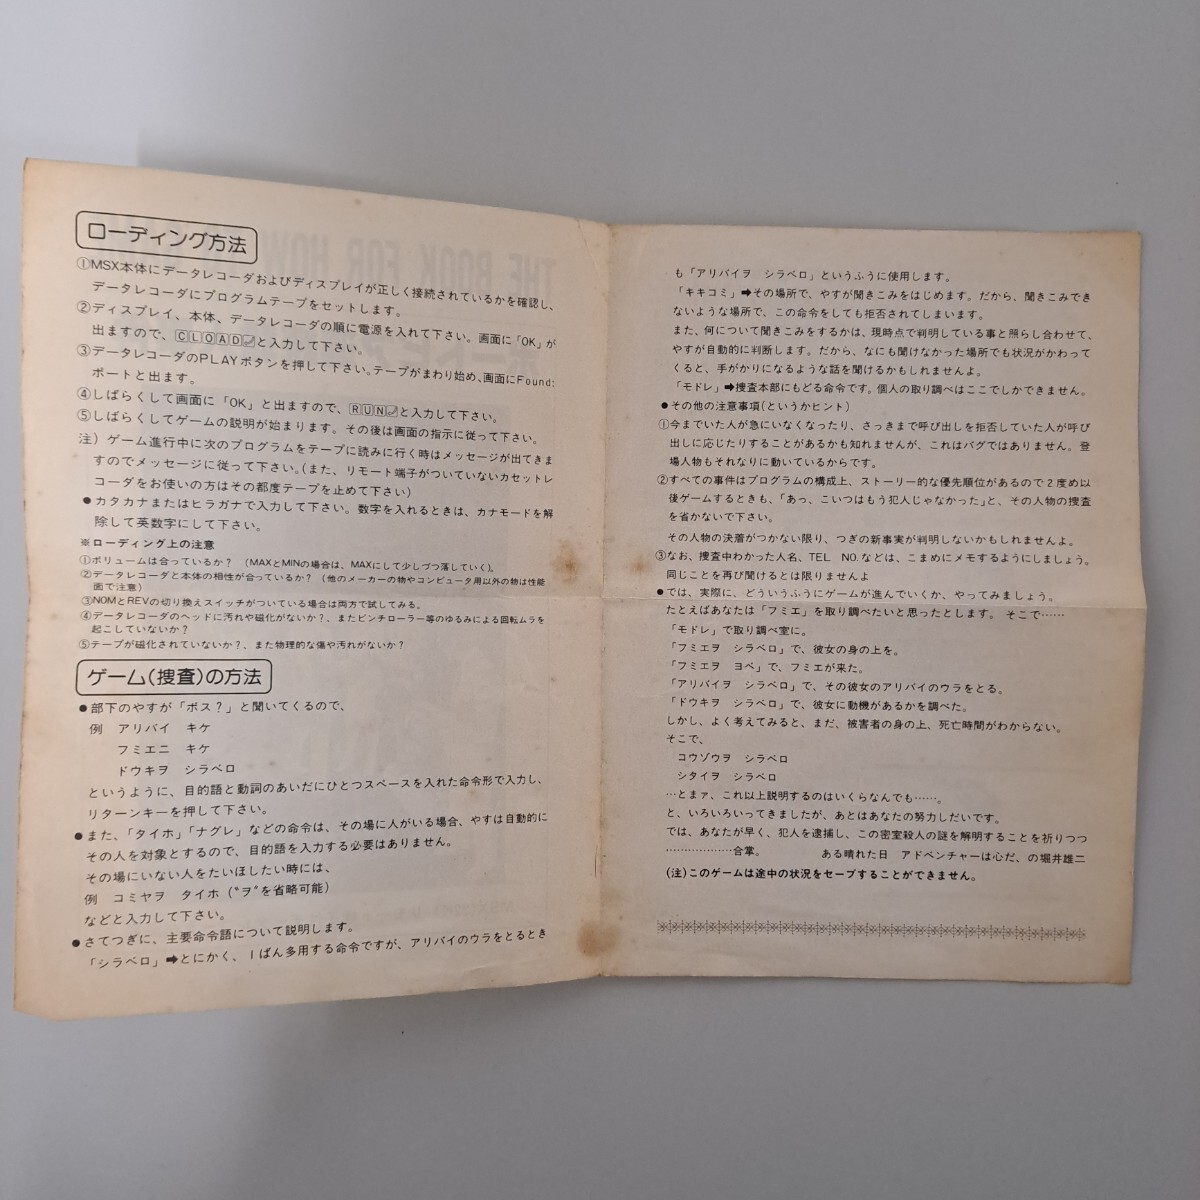 ローディング方法
①MSX本体にデータレコーダおよびディスプレイが正しく接続されているかを確認し、
データレコーダにプログラムテープをセットします。
②ディスプレイ、本体、データレコーダの順に電源を入れて下さい。画面に「OK」が
出ますので、CLOAD↵と入力して下さい。
③データレコーダのPLAYボタンを押して下さい。テープがまわり始め、画面にFound:
ポートと出ます。
④しばらくして画面に「OK」と出ますので、RUN↵と入力して下さい。
⑤しばらくしてゲームの説明が始まります。その後は画面の指示に従って下さい。
注）ゲーム進行中に次のプログラムをテープに読みに行く時はメッセージが出てきま
すのでメッセージに従って下さい。(また、リモート端子がついていないカセットレ
コーダをお使いの方はその都度テープを止めて下さい)
●カタカナまたはヒラガナで入力して下さい。数字を入れるときは、カナモードを解
除して英数字にして下さい。
※ローディング上の注意
①ボリュームは合っているか？（MAXとMINの場合は、MAXにして少しづつ落していく)。
②データレコーダと本体の相性が合っているか？（他のメーカーの物やコンピュータ用以外の物は性能
面で注意)
③NOMとREVの切り換えスイッチがついている場合は両方で試してみる。
④データレコーダのヘッドに汚れや磁化がないか？、またピンチローラー等のゆるみによる回転ムラを
起こしていないか？
⑤テープが磁化されていないか？、また物理的な傷や汚れがないか？
ゲーム(捜査)の方法
●部下のやすが「ボス？」と聞いてくるので、
例　アリバイ　キケ
フミエニ　キケ
ドウキヲ　シラベロ
というように、目的語と動詞のあいだにひとつスペースを入れた命令形で入力し、
リターンキーを押して下さい。
●また、「タイホ」「ナグレ」などの命令は、その場に人がいる場合、やすは自動的に
その人を対象とするので、目的語を入力する必要はありません。
その場にいない人をたいほしたい時には、
例　コミヤヲ　タイホ（“ヲ”を省略可能）
などと入力して下さい。
●さてつぎに、主要命令語について説明します。
「シラベロ」➡とにかく、1ばん多用する命令ですが、アリバイのウラをとるとき
も「アリバイヲ　シラベロ」というふうに使用します。
「キキコミ」➡その場所で、やすが聞きこみをはじめます。だから、聞きこみでき
ないような場所で、この命令をしても拒否されてしまいます。
また、何について聞きこみをするかは、現時点で判明している事と照らし合わせて、
やすが自動的に判断します。だから、なにも聞けなかった場所でも状況がかわって
くると、手がかりになるような話を聞けるかもしれませんよ。
「モドレ」➡捜査本部にもどる命令です。個人の取り調べはここでしかできません。
●その他の注意事項(というかヒント)
①今までいた人が急にいなくなったり、さっきまで呼び出しを拒否していた人が呼び
出しに応じたりすることがあるかも知れませんが、これはバグではありません。登
場人物もそれなりに動いているからです。
②すべての事件はプログラムの構成上、ストーリー的な優先順位があるので２度め以
後ゲームするときも、「あっ、こいつはもう犯人じゃなかった」と、その人物の捜査
を省かないで下さい。
その人物の決着がつかない限り、つぎの新事実が判明しないかもしれませんよ。
③なお、捜査中わかった人名、TEL　NO.などは、こまめにメモするようにしましょう。
同じことを再び聞けるとは限りませんよ
●では、実際に、どういうふうにゲームが進んでいくか、やってみましょう。
たとえばあなたは「フミエ」を取り調べたいと思ったとします。そこで……
「モドレ」で取り調べ室に。
「フミエヲ　シラベロ」で、彼女の身の上を。
「フミエヲ　ヨベ」で、フミエが来た。
「アリバイヲ　シラベロ」で、その彼女のアリバイのウラをとる。
「ドウキヲ　シラベロ」で、彼女に動機があるかを調べた。
しかし、よく考えてみると、まだ、被害者の身の上、死亡時間がわからない。
そこで、
コウゾウヲ　シラベロ
シタイヲ　シラベロ
…とまァ、これ以上説明するのはいくらなんでも……。
と、いろいろいってきましたが、あとはあなたの努力しだいです。
では、あなたが早く、犯人を逮捕し、この密室殺人の謎を解明することを祈りつつ
………………合掌。　ある晴れた日　アドベンチャーは心だ、の堀井雄二
(注)このゲームは途中の状況をセーブすることができません。